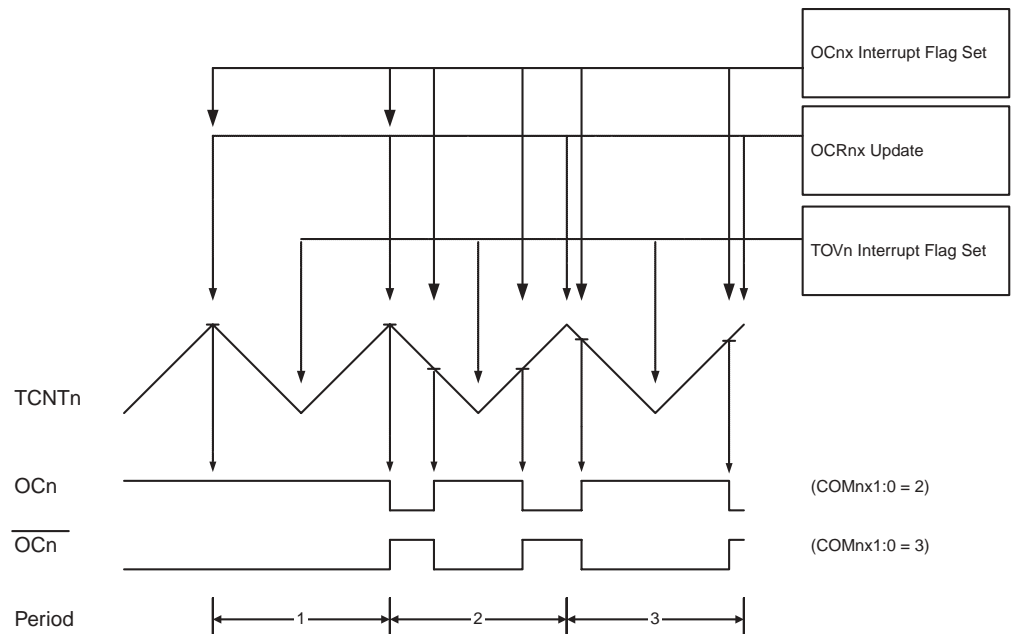 OCnx Interrupt Flag Set
OCRnx Update
TOVn Interrupt Flag Set
TCNTn
OCn
(COMnx1:0 = 2)
OCn
(COMnx1:0 = 3)
Period
1
2
3